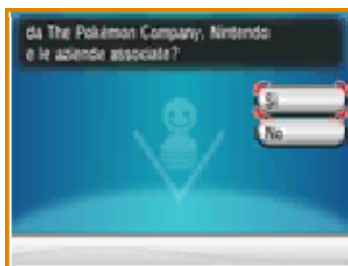 da The Pokémon Company, Nintendo
e le aziende associate?
Sì
No